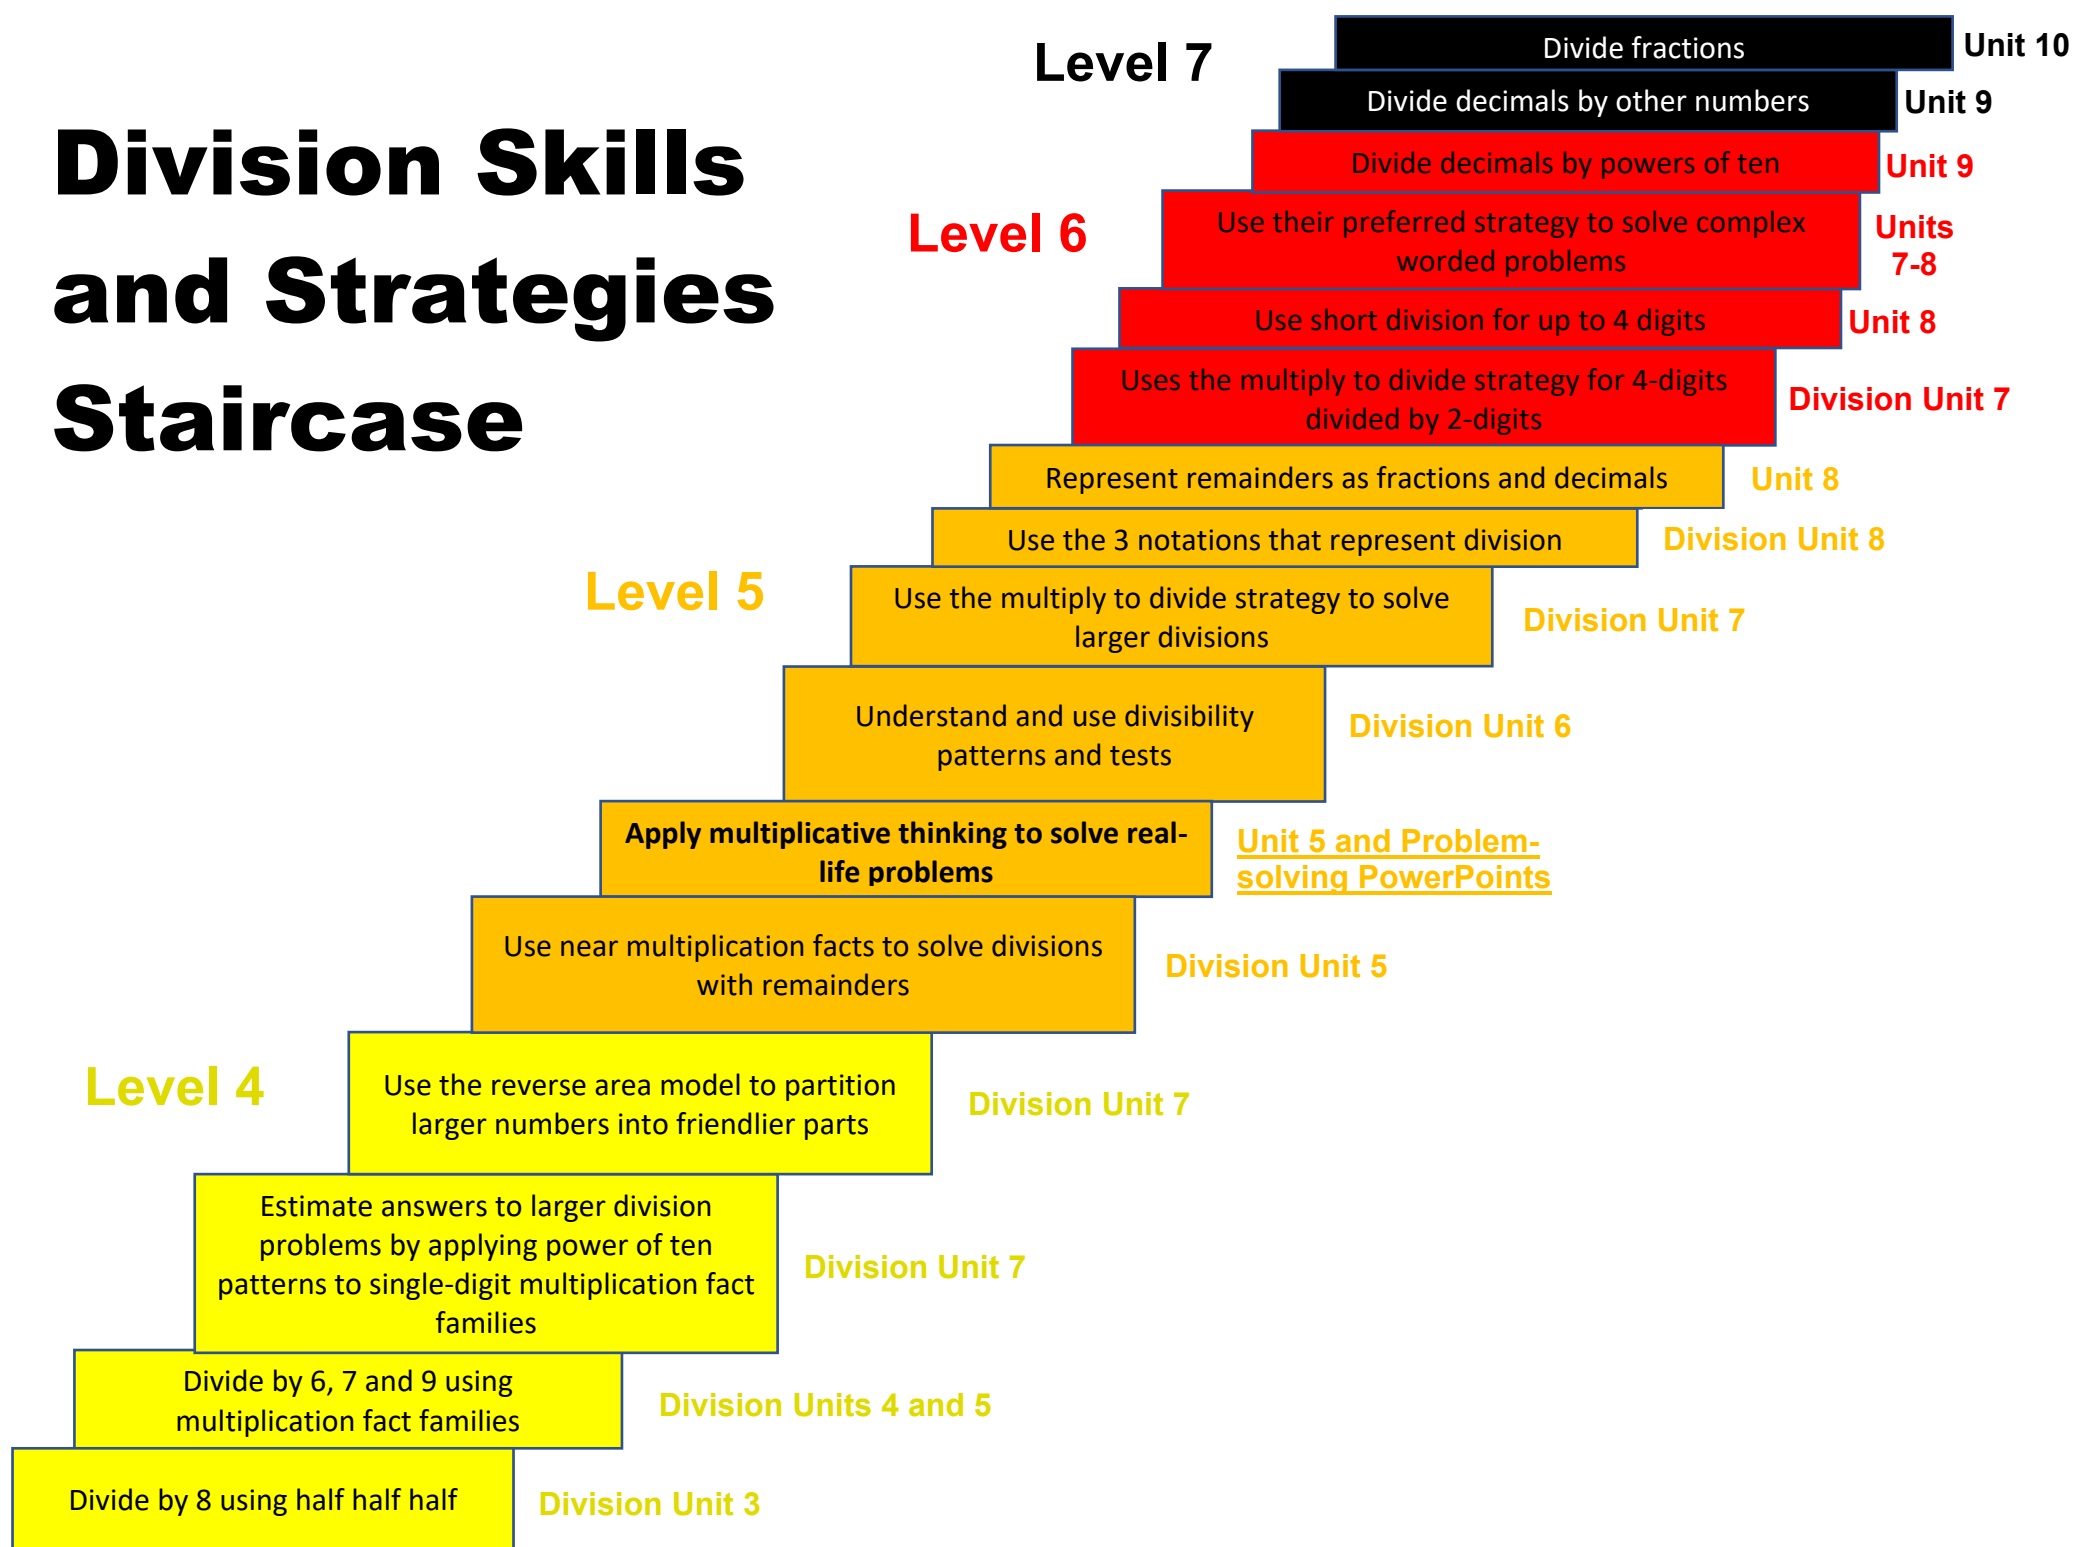 Division Skills
and Strategies
Staircase
Level 7
Divide fractions
Unit 10
Divide decimals by other numbers
Unit 9
Divide decimals by powers of ten
Unit 9
Level 6
Use their preferred strategy to solve complex
worded problems
Units
7-8
Use short division for up to 4 digits
Unit 8
Uses the multiply to divide strategy for 4-digits
divided by 2-digits
Division Unit 7
Represent remainders as fractions and decimals
Unit 8
Use the 3 notations that represent division
Division Unit 8
Level 5
Use the multiply to divide strategy to solve
larger divisions
Division Unit 7
Understand and use divisibility
patterns and tests
Division Unit 6
Apply multiplicative thinking to solve real-
life problems
Unit 5 and Problem-
solving PowerPoints
Use near multiplication facts to solve divisions
with remainders
Division Unit 5
Level 4
Use the reverse area model to partition
larger numbers into friendlier parts
Division Unit 7
Estimate answers to larger division
problems by applying power of ten
patterns to single-digit multiplication fact
families
Division Unit 7
Divide by 6, 7 and 9 using
multiplication fact families
Division Units 4 and 5
Divide by 8 using half half half
Division Unit 3